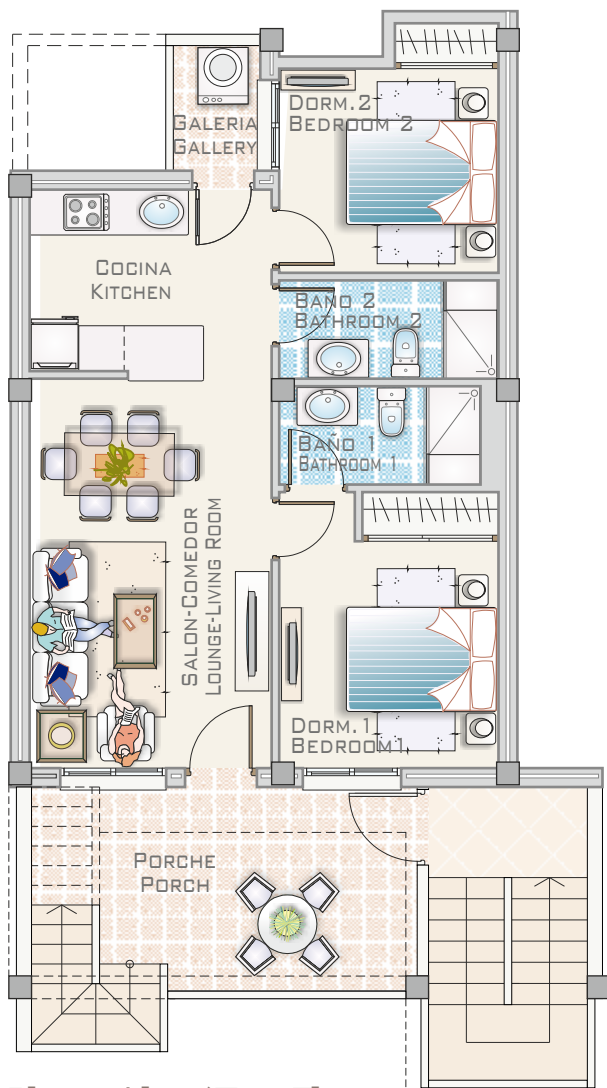 GALERIA
GALLERY
DORM.2
BEDROOM 2
COCINA
KITCHEN
BAÑO 2
BATHROOM 2
BAÑO 1
BATHROOM 1
SALON-COMEDOR
LOUNGE-LIVING ROOM
DORM.1
BEDROOM1
PORCHE
PORCH